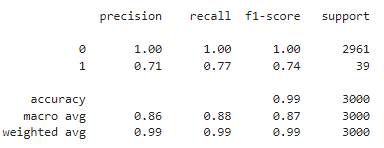 precision recall f1-score support
0 1.00 1.00 1.00 2961
1 0.71 0.77 0.74 39
accuracy 0.99 3000
macro avg 0.86 0.88 0.87 3000
weighted avg 0.99 0.99 0.99 3000